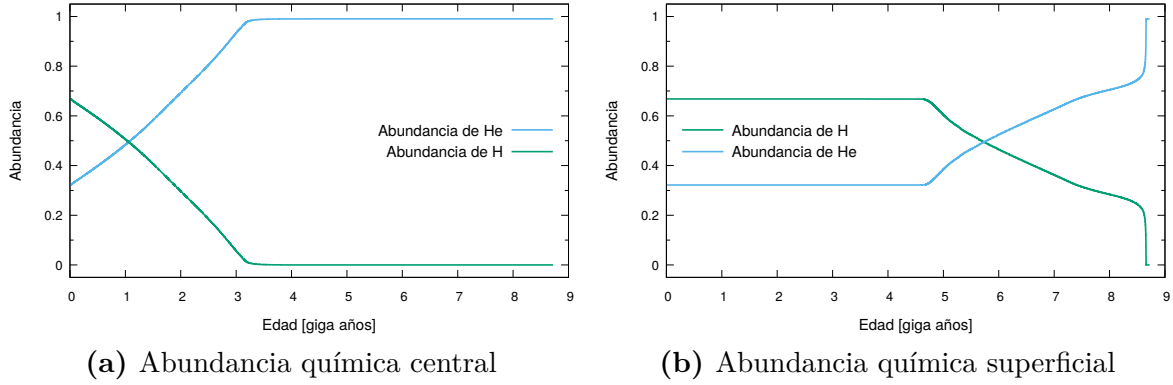 1
0.8
0.6
0.4
0.2
0
Abundancia
Abundancia de He
Abundancia de H
0 1 2 3 4 5 6 7 8 9
Edad [giga años]
(a) Abundancia química central
1
0.8
0.6
0.4
0.2
0
Abundancia
Abundancia de H
Abundancia de He
0 1 2 3 4 5 6 7 8 9
Edad [giga años]
(b) Abundancia química superficial